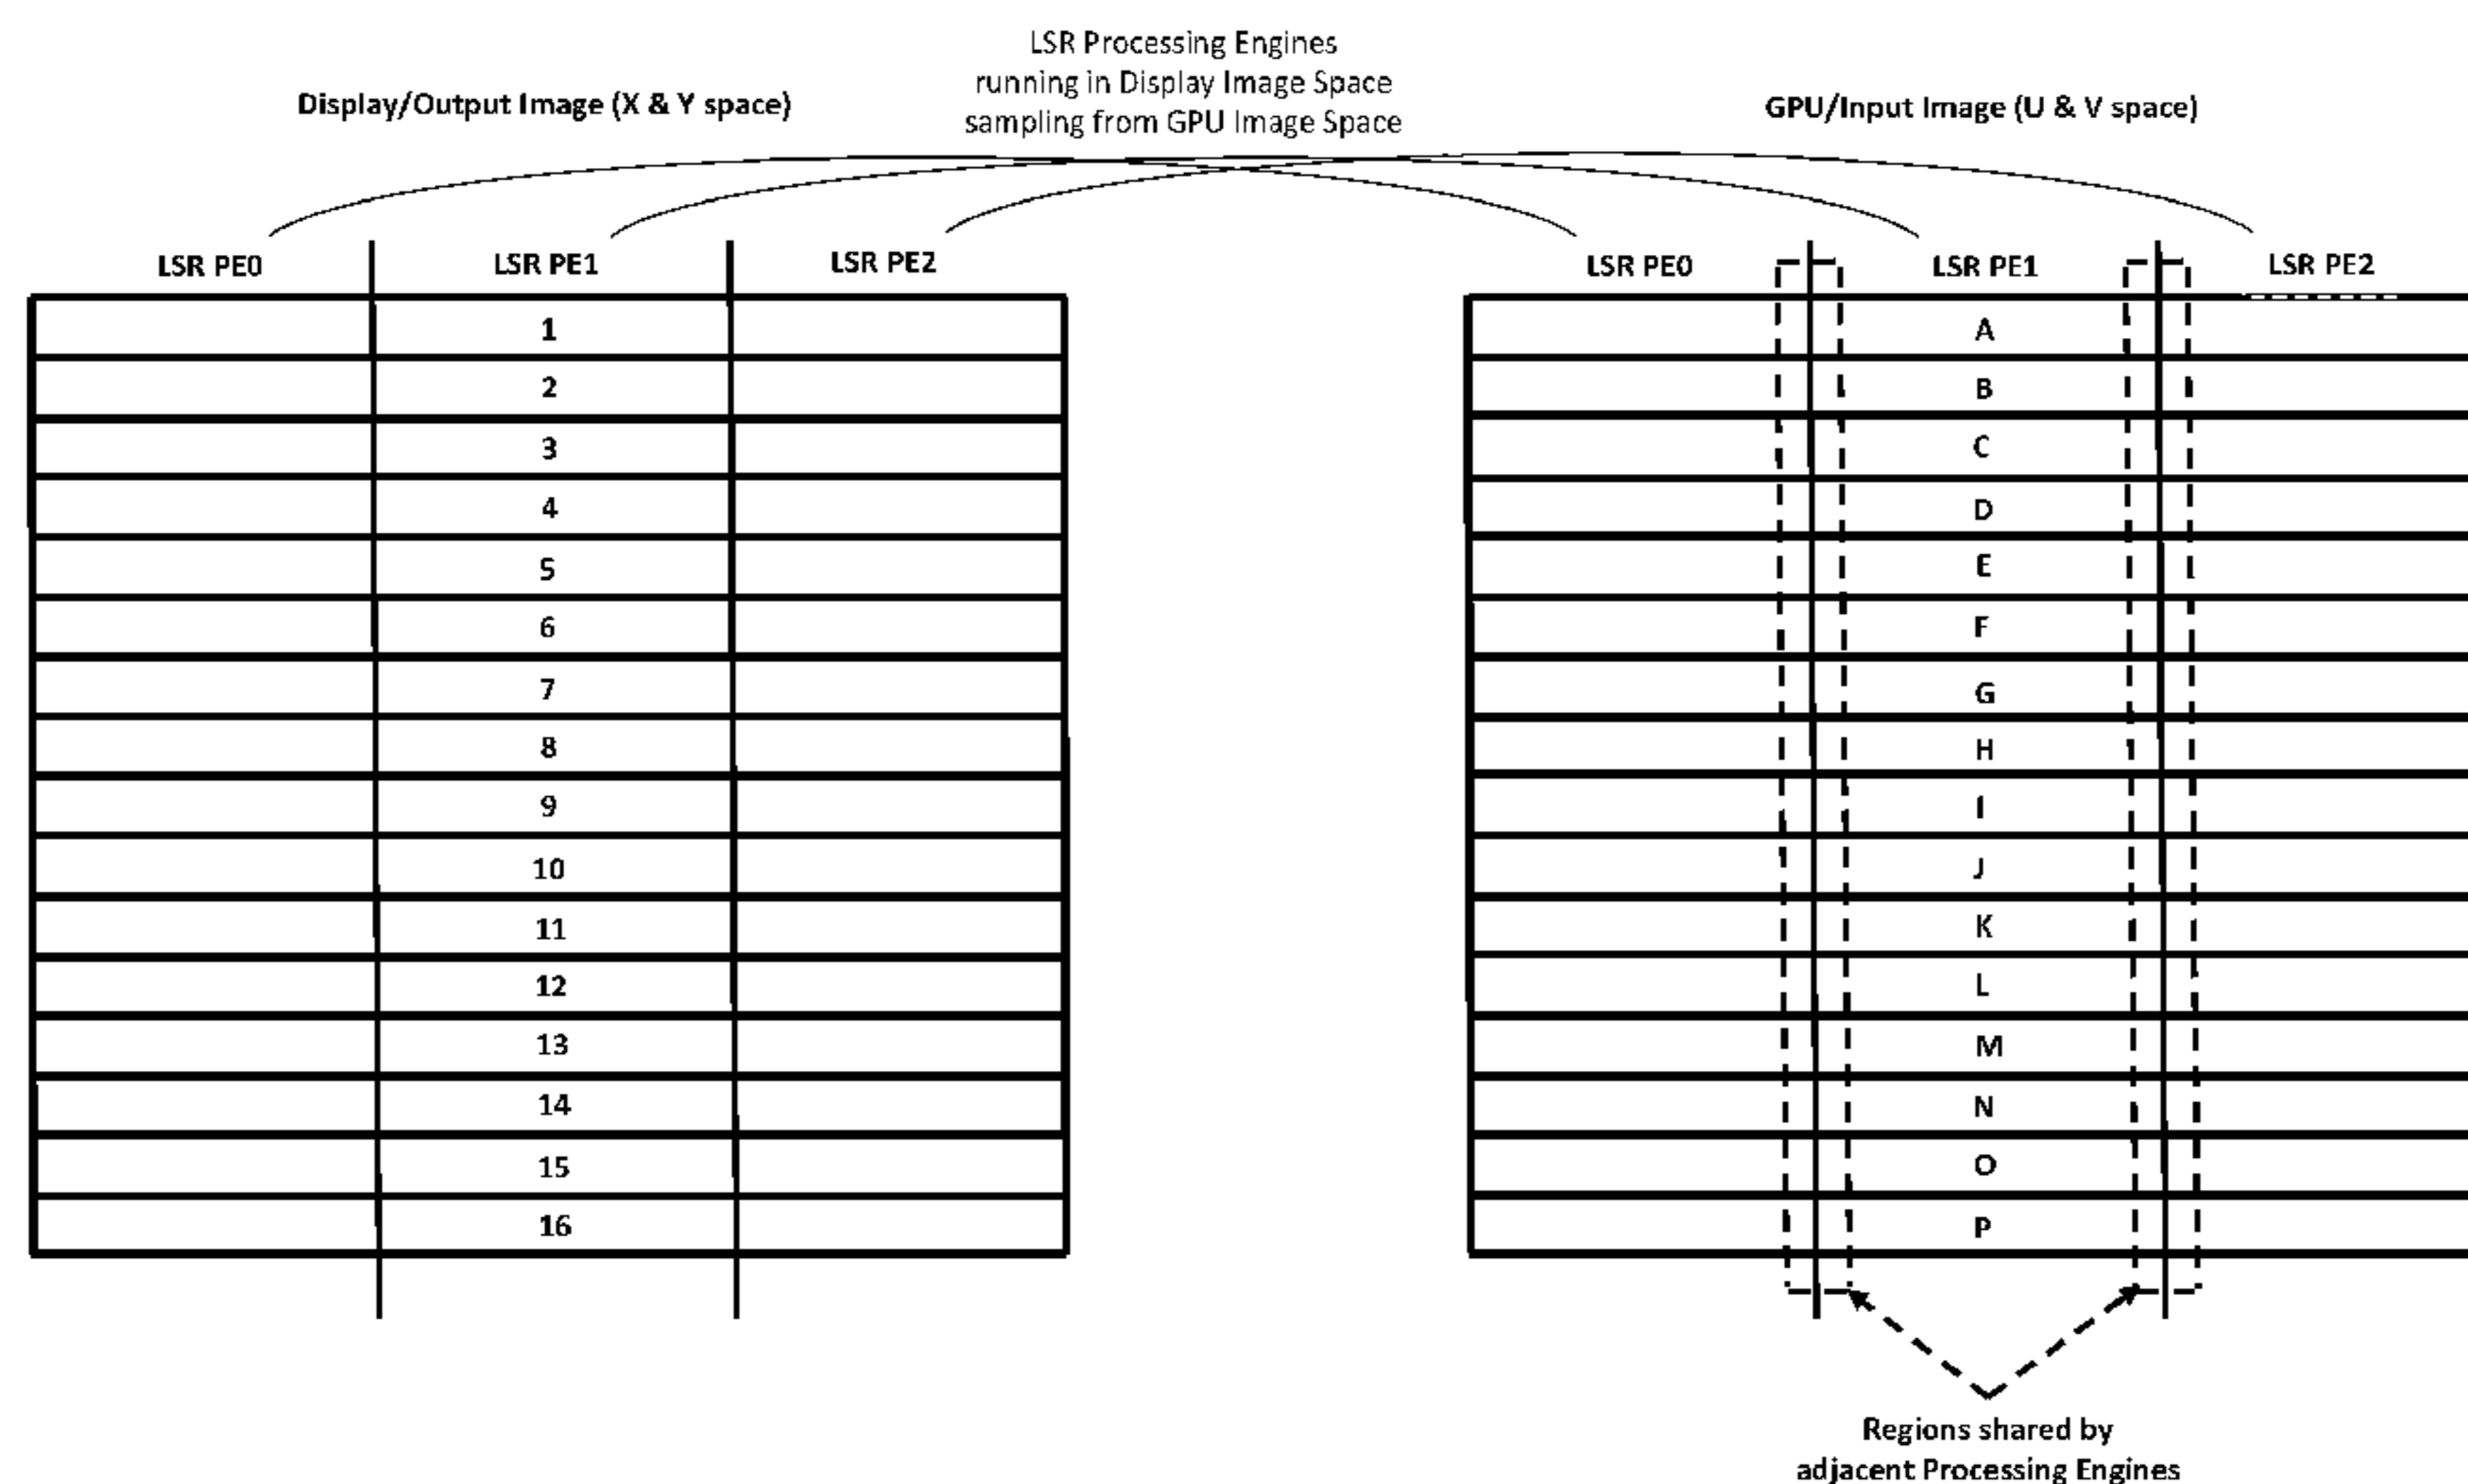 LSR Processing Engines
running in Display Image Space
sampling from GPU Image Space
Display/Output Image (X & Y space)
GPU/Input Image (U & V space)
LSR PE0
LSR PE1
LSR PE2
1
2
3
4
5
6
7
8
9
10
11
12
13
14
15
16
LSR PE0
LSR PE1
LSR PE2
A
B
C
D
E
F
G
H
I
J
K
L
M
N
O
P
Regions shared by
adjacent Processing Engines